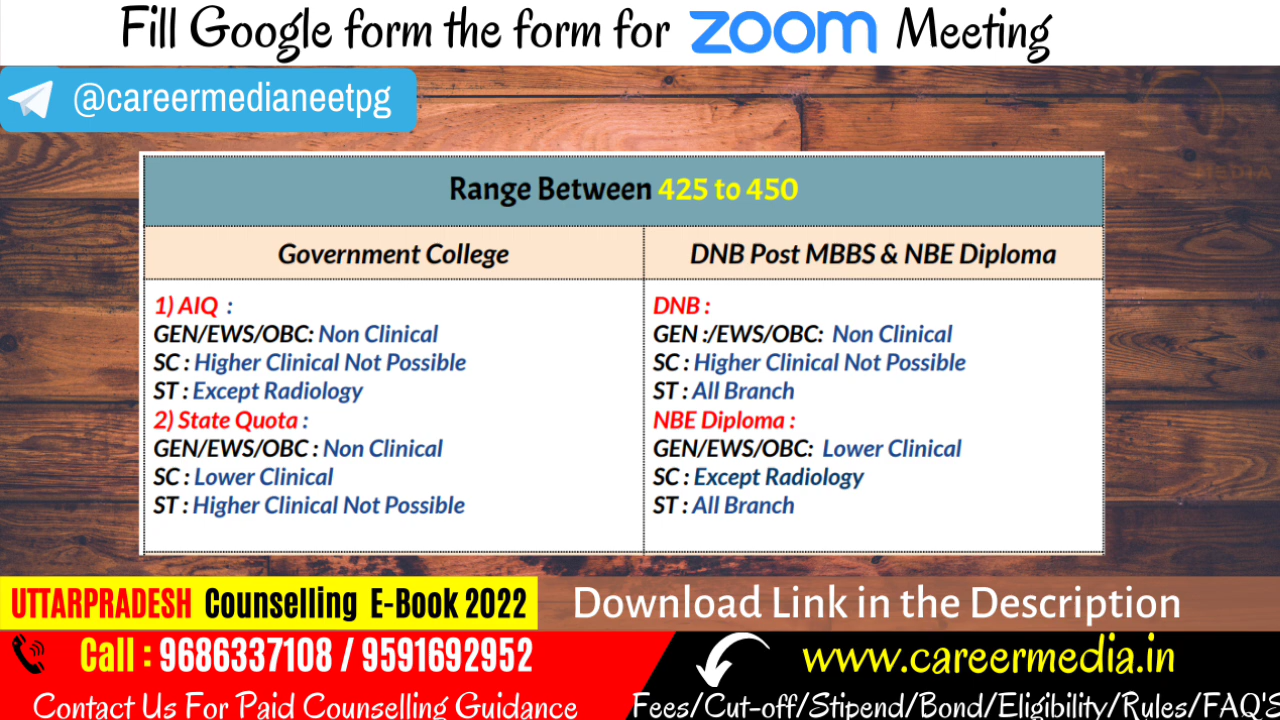 Fill Google form the form for zoom Meeting
@careermedianeetpg
MEDIA
Range Between 425 to 450
Government College
DNB Post MBBS & NBE Diploma
1) AIQ :
GEN/EWS/OBC: Non Clinical
SC : Higher Clinical Not Possible
ST : Except Radiology
2) State Quota :
GEN/EWS/OBC : Non Clinical
SC : Lower Clinical
ST : Higher Clinical Not Possible
DNB :
GEN :/EWS/OBC: Non Clinical
SC : Higher Clinical Not Possible
ST : All Branch
NBE Diploma :
GEN/EWS/OBC: Lower Clinical
SC : Except Radiology
ST : All Branch
UTTARPRADESH Counselling E-Book 2022
Download Link in the Description
Call : 9686337108 / 9591692952
www.careermedia.in
Contact Us For Paid Counselling Guidance
Fees/Cut-off/Stipend/Bond/Eligibility/Rules/FAQ'S